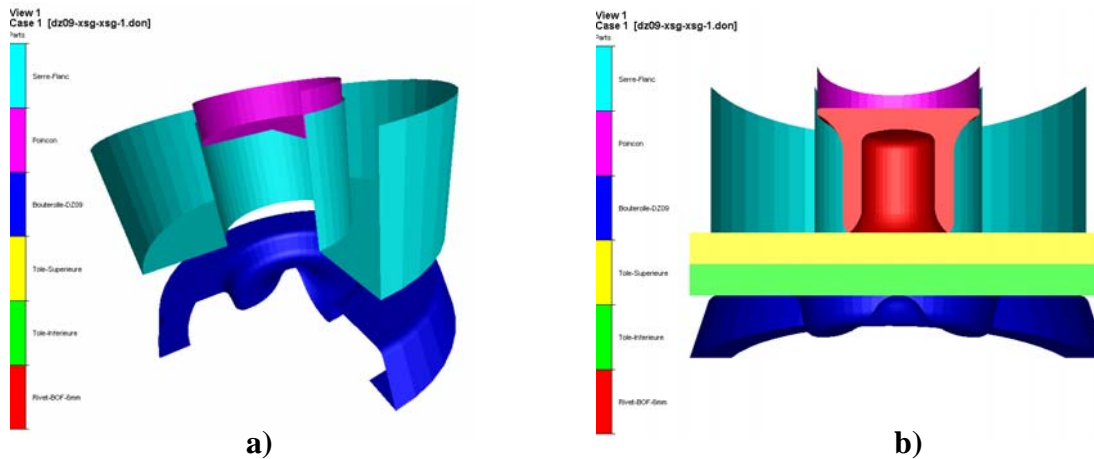 View 1
Case 1 [dz09-xsg-xsg-1.don]
Parts
Serre-Flanc
Poincon
Bouterolle-DZ09
Tole-Superieure
Tole-Interieure
Rivet-BOF-6mm
a)
View 1
Case 1 [dz09-xsg-xsg-1.don]
Parts
Serre-Flanc
Poincon
Bouterolle-DZ09
Tole-Superieure
Tole-Interieure
Rivet-BOF-6mm
b)